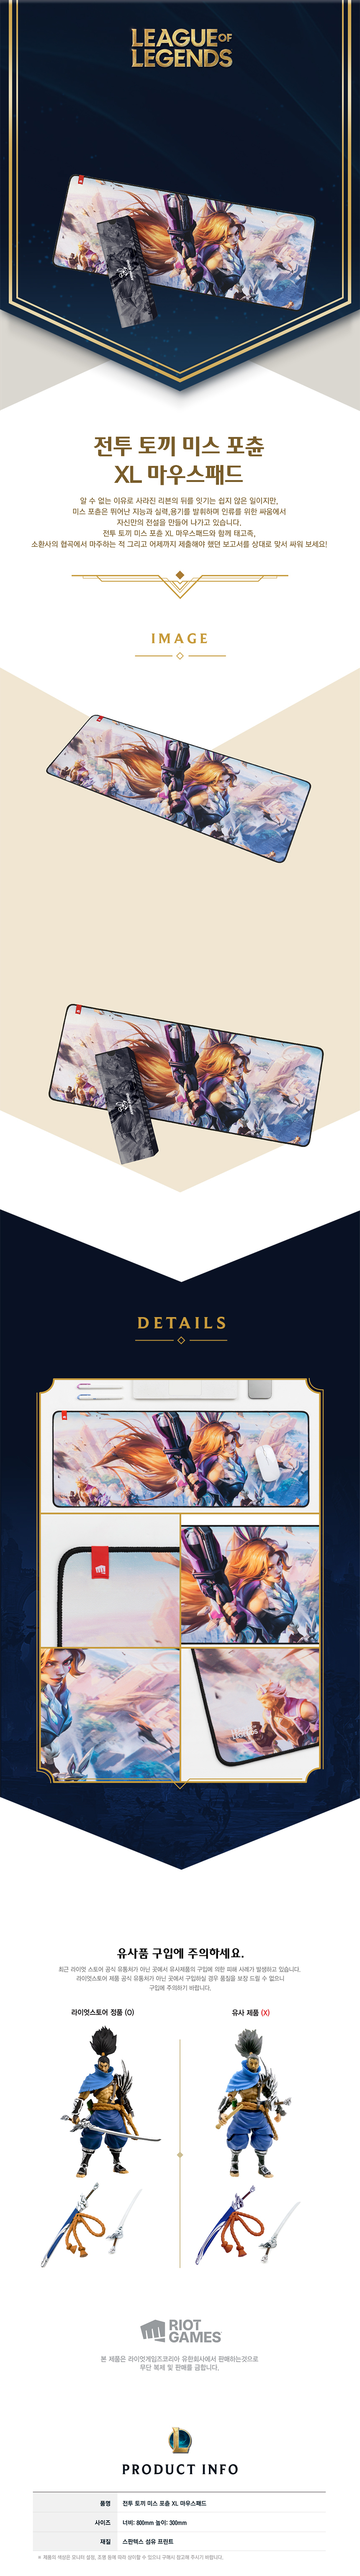 LEAGUE OF
LEGENDS
전투 토끼 미스 포츈
XL 마우스패드
알 수 없는 이유로 사라진 리븐의 뒤를 잇기는 쉽지 않은 일이지만,
미스 포츈은 뛰어난 지능과 실력,용기를 발휘하며 인류를 위한 싸움에서
자신만의 전설을 만들어 나가고 있습니다.
전투 토끼 미스 포츈 XL 마우스패드와 함께 태고족,
소환사의 협곡에서 마주하는 적 그리고 어제까지 제출해야 했던 보고서를 상대로 맞서 싸워 보세요!
IMAGE
DETAILS
유사품 구입에 주의하세요.
최근 라이엇 스토어 공식 유통처가 아닌 곳에서 유사제품의 구입에 의한 피해 사례가 발생하고 있습니다.
라이엇스토어 제품 공식 유통처가 아닌 곳에서 구입하실 경우 품질을 보장 드릴 수 없으니
구입에 주의하기 바랍니다.
라이엇스토어 정품 (O)
유사 제품 (X)
RIOT
GAMES
본 제품은 라이엇게임즈코리아 유한회사에서 판매하는것으로
무단 복제 및 판매를 금합니다.
PRODUCT INFO
품명 전투 토끼 미스 포츈 XL 마우스패드
사이즈 너비: 800mm 높이: 300mm
재질 스판덱스 섬유 프린트
※ 제품의 색상은 모니터 설정, 조명 등에 따라 상이할 수 있으니 구매시 참고해 주시기 바랍니다.